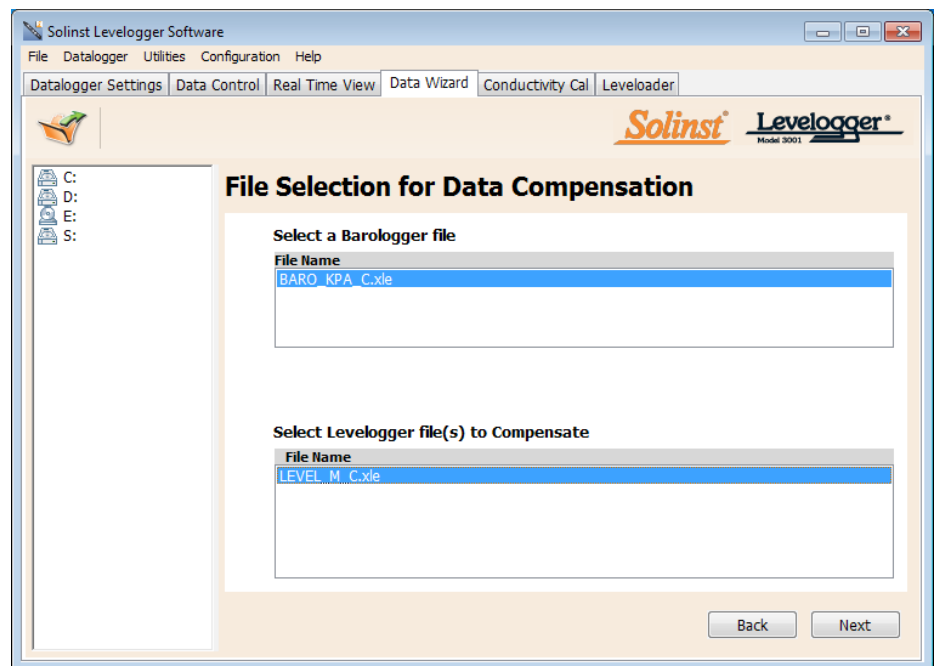 Solinst Levelogger Software
File Datalogger Utilities Configuration Help
Datalogger Settings Data Control Real Time View Data Wizard Conductivity Cal Leveloader
Solinst Levelogger®
Model 3001
C:
D:
E:
S:
File Selection for Data Compensation
Select a Barologger file
File Name
BARO_KPA_C.xle
Select Levelogger file(s) to Compensate
File Name
LEVEL_M_C.xle
Back Next